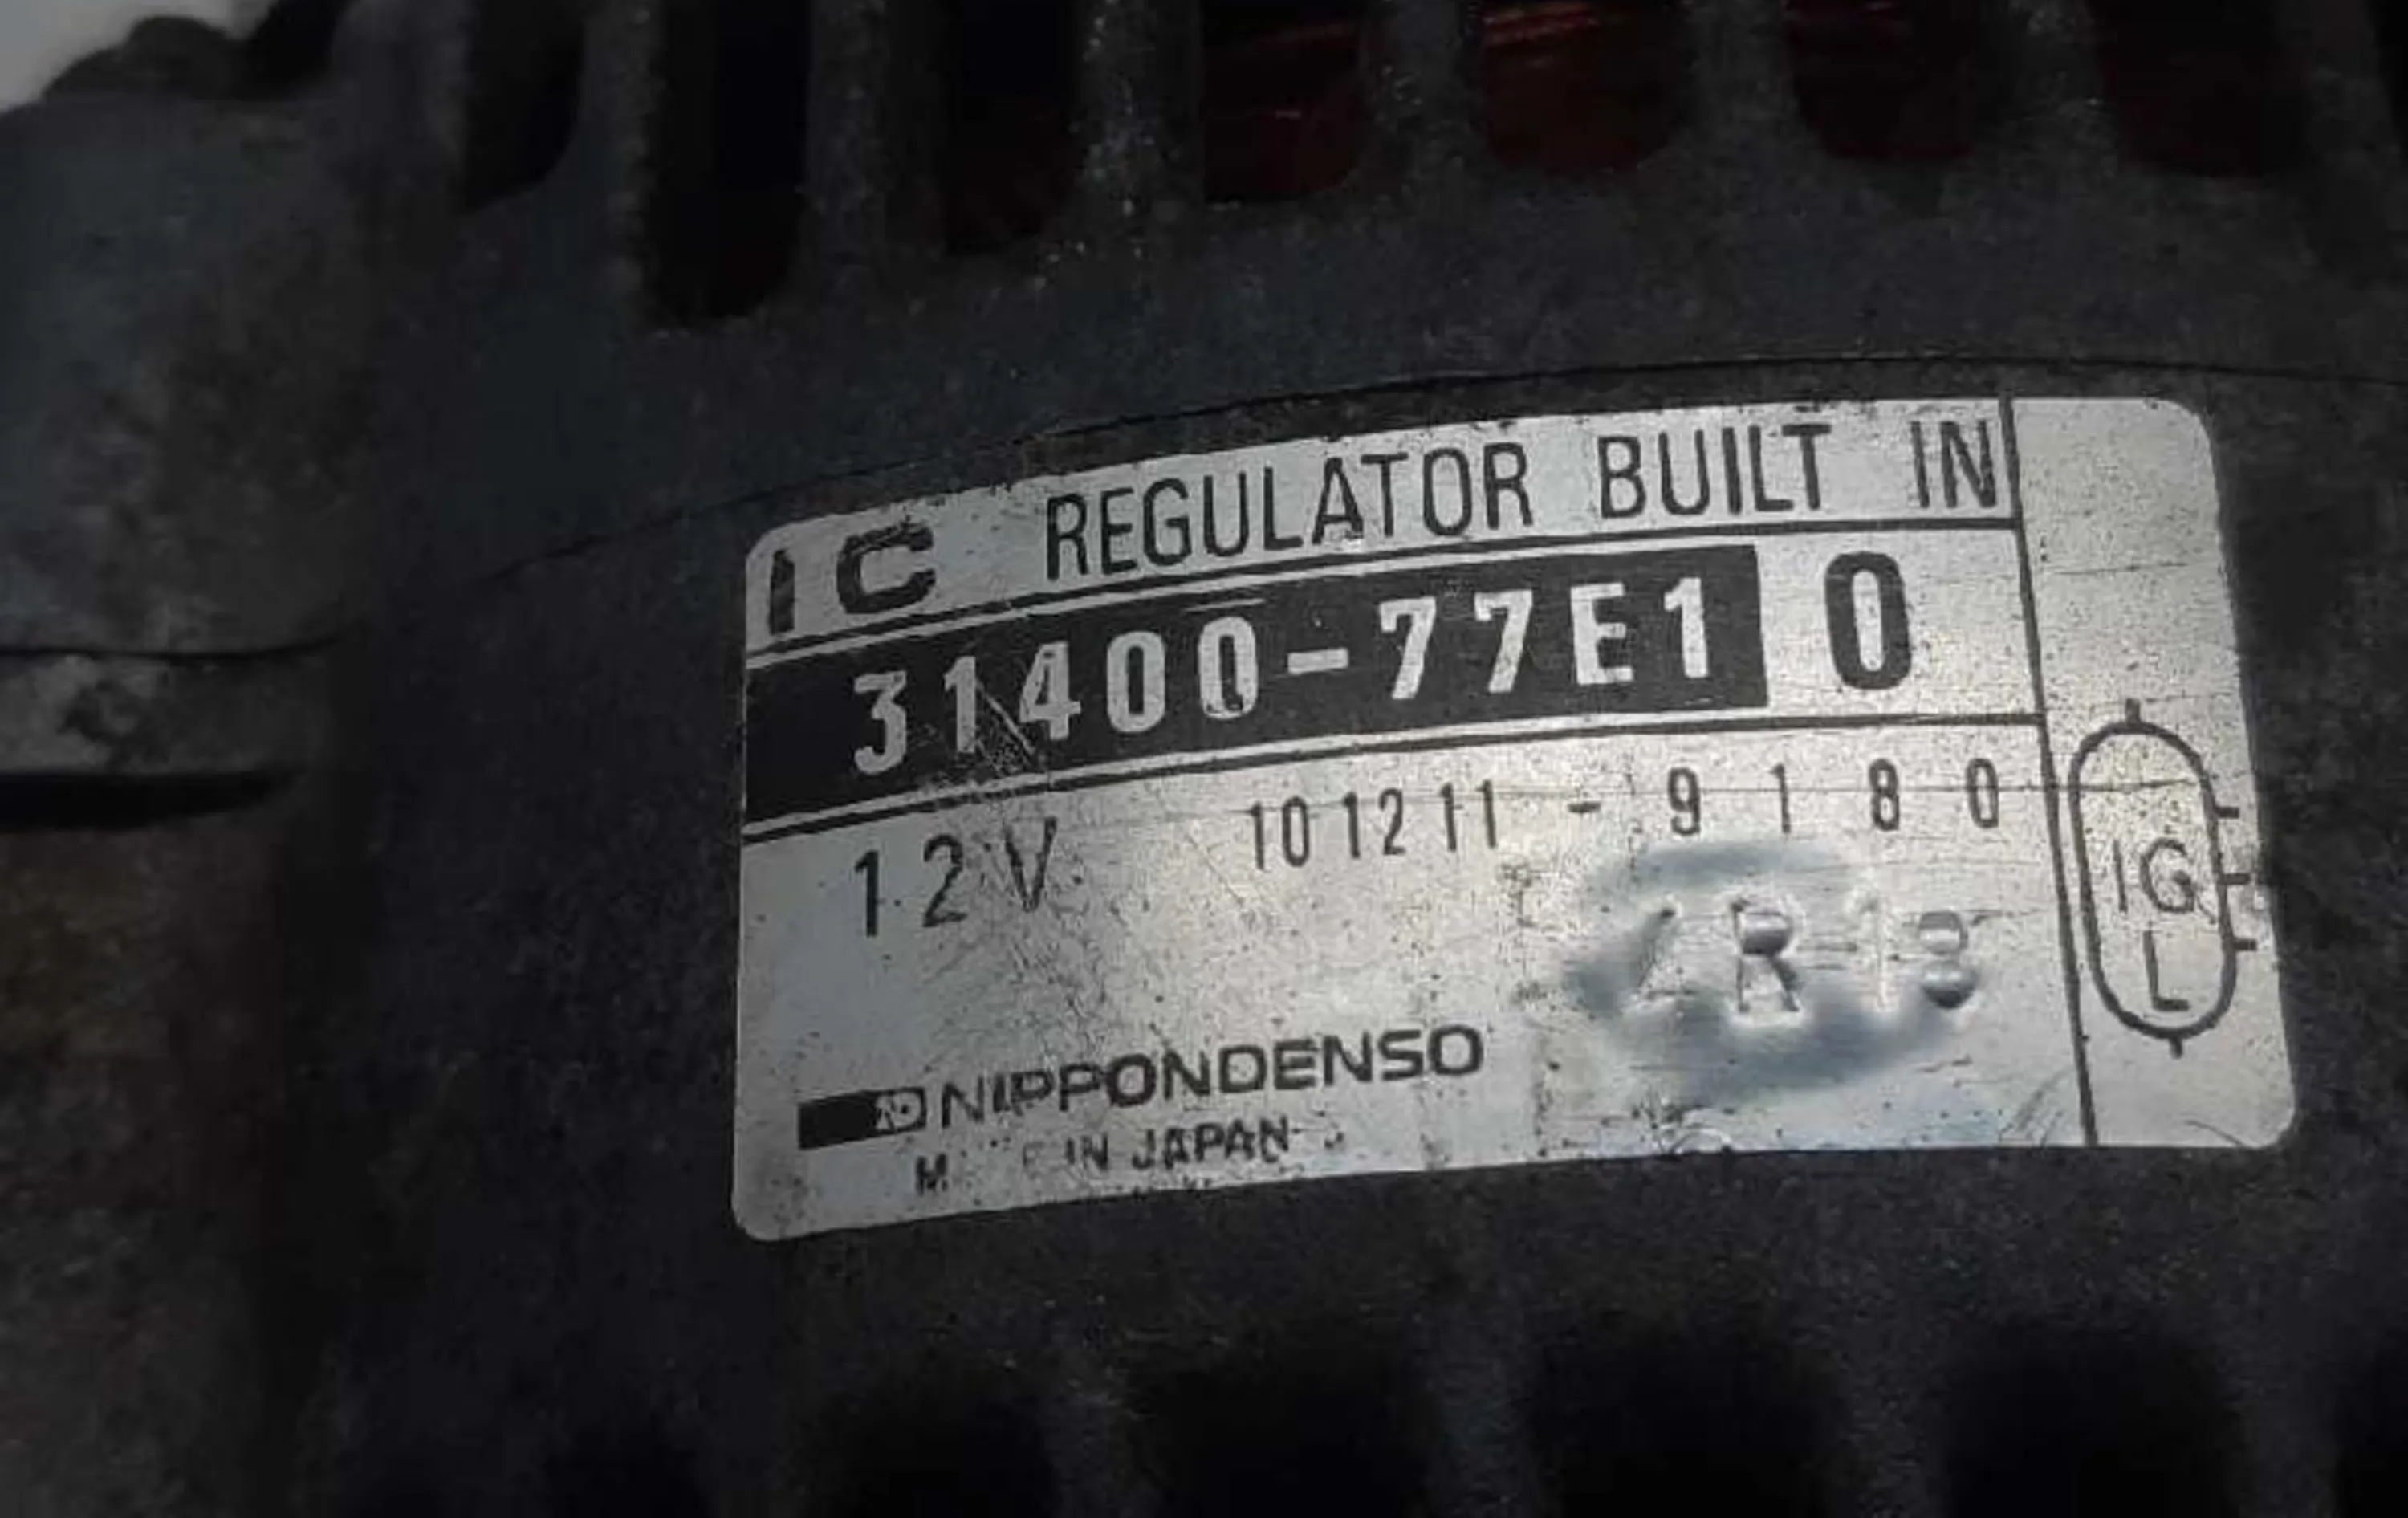 IC REGULATOR BUILT IN
31400-77E10
12V 101211-9180
IG
L
NIPPONDENSO
IN JAPAN